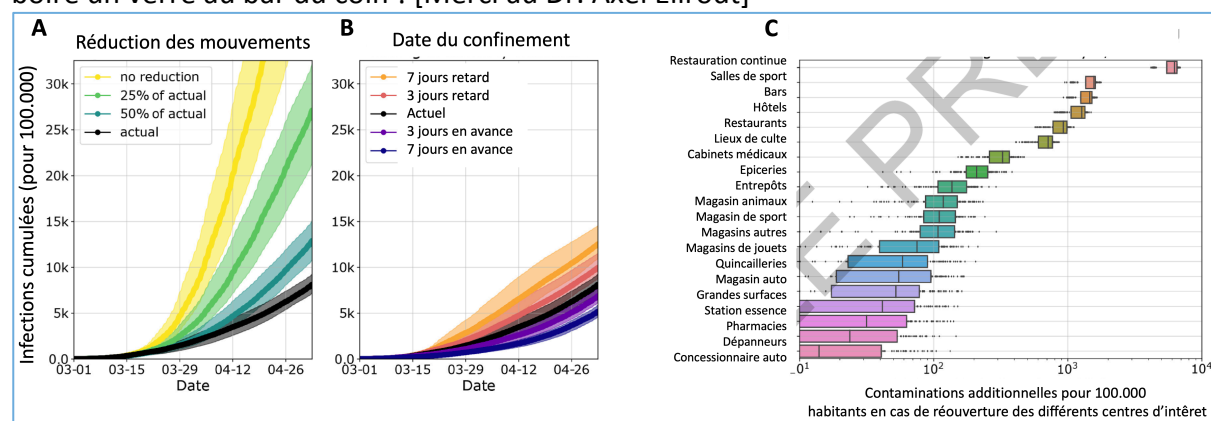 boire un verre au bar du coin ! [Merci au Dr. Axel Ellrodt]
A
Réduction des mouvements
B
Date du confinement
C
Infections cumulées (pour 100.000)
30k
25k
20k
15k
10k
5k
0.0
no reduction
25% of actual
50% of actual
actual
03-01 03-15 03-29 04-12 04-26
Date
30k
25k
20k
15k
10k
5k
0.0
7 jours retard
3 jours retard
Actuel
3 jours en avance
7 jours en avance
03-01 03-15 03-29 04-12 04-26
Date
Restauration continue
Salles de sport
Bars
Hôtels
Restaurants
Lieux de culte
Cabinets médicaux
Epiceries
Entrepôts
Magasin animaux
Magasin de sport
Magasins autres
Magasins de jouets
Quincailleries
Magasin auto
Grandes surfaces
Station essence
Pharmacies
Dépanneurs
Concessionnaire auto
E PRE
10² 10³ 10⁴
Contaminations additionnelles pour 100.000
habitants en cas de réouverture des différents centres d'intêret